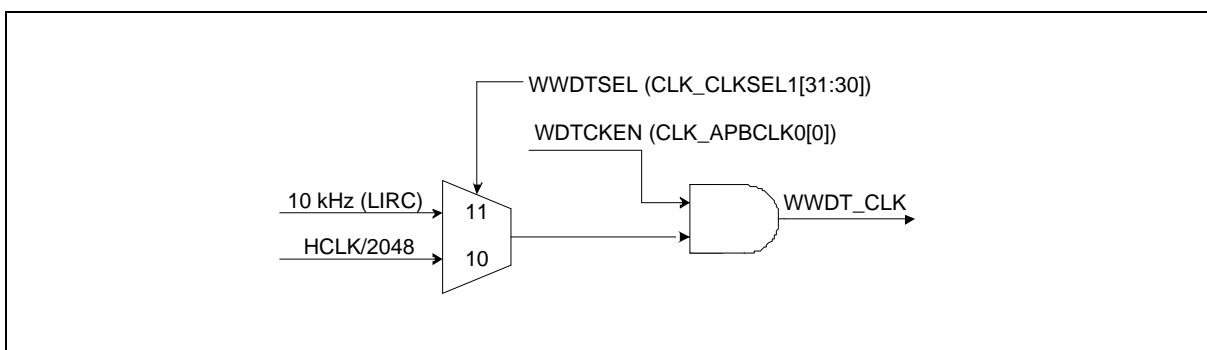 WWDTSEL (CLK_CLKSEL1[31:30])
WDTCKEN (CLK_APBCLK0[0])
10 kHz (LIRC)
11
WWDT_CLK
HCLK/2048
10